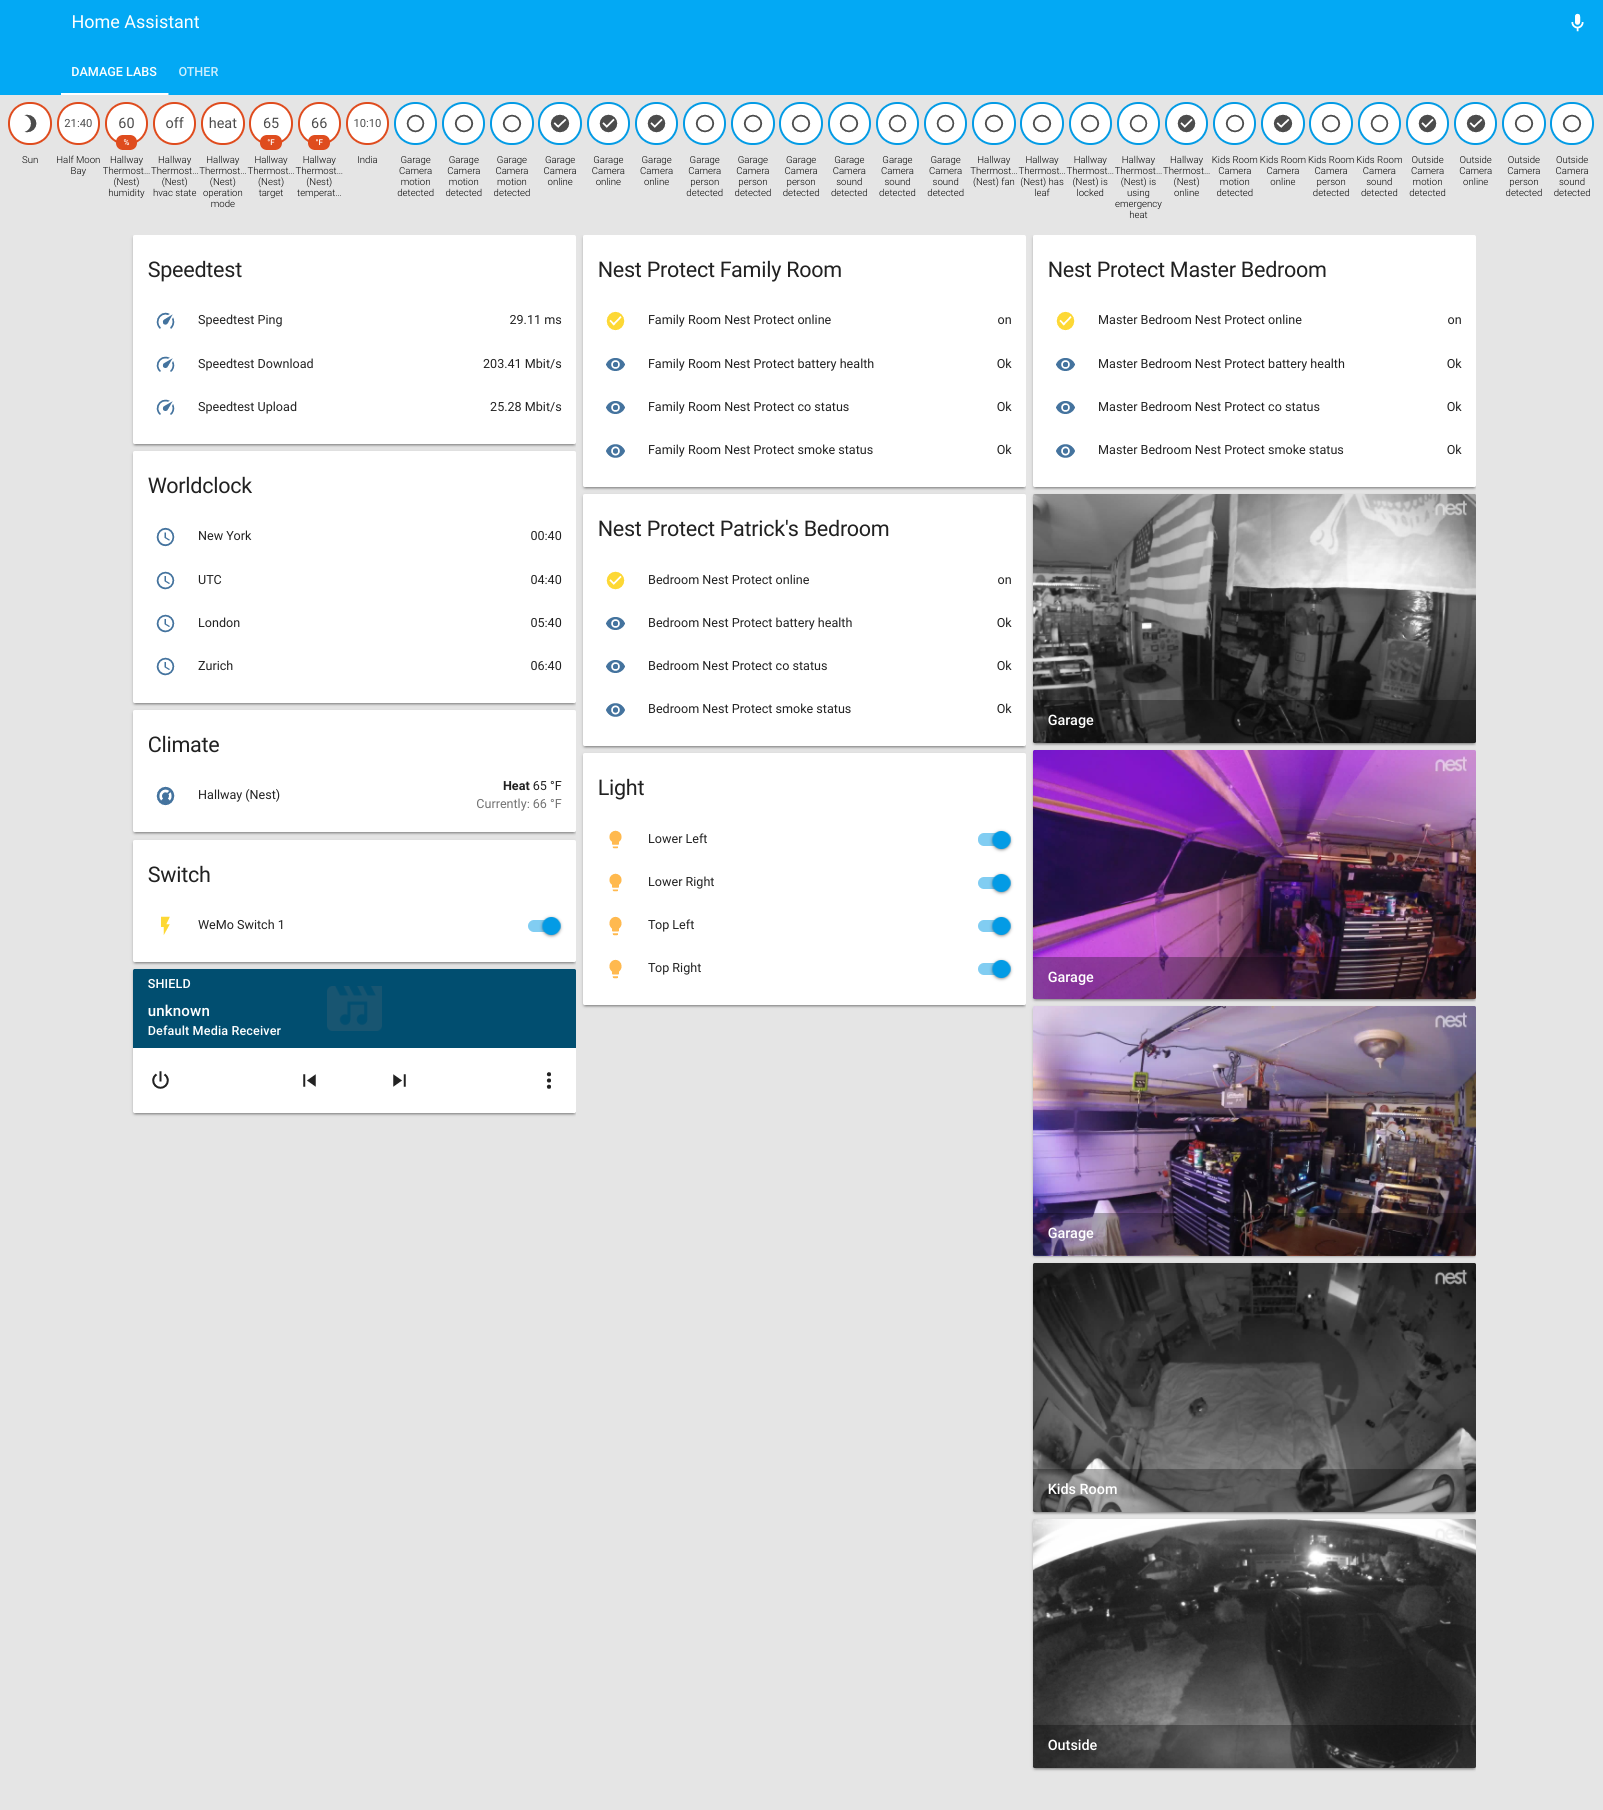 Home Assistant
DAMAGE LABS OTHER
21:40
60
%
off
heat
65
°F
66
°F
10:10
Sun
Half Moon
Bay
Hallway
Thermost...
(Nest)
humidity
Hallway
Thermost...
(Nest)
hvac state
Hallway
Thermost...
(Nest)
operation
mode
Hallway
Thermost...
(Nest)
target
Hallway
Thermost...
(Nest)
temperat...
India
Garage
Camera
motion
detected
Garage
Camera
motion
detected
Garage
Camera
motion
detected
Garage
Camera
online
Garage
Camera
online
Garage
Camera
online
Garage
Camera
person
detected
Garage
Camera
person
detected
Garage
Camera
person
detected
Garage
Camera
sound
detected
Garage
Camera
sound
detected
Garage
Camera
sound
detected
Hallway
Thermost...
(Nest) fan
Hallway
Thermost...
(Nest) has
leaf
Hallway
Thermost...
(Nest) is
locked
Hallway
Thermost...
(Nest) is
using
emergency
heat
Hallway
Thermost...
(Nest)
online
Kids Room
Camera
motion
detected
Kids Room
Camera
online
Kids Room
Camera
person
detected
Kids Room
Camera
sound
detected
Outside
Camera
motion
detected
Outside
Camera
online
Outside
Camera
person
detected
Outside
Camera
sound
detected
Speedtest
Speedtest Ping 29.11 ms
Speedtest Download 203.41 Mbit/s
Speedtest Upload 25.28 Mbit/s
Worldclock
New York 00:40
UTC 04:40
London 05:40
Zurich 06:40
Climate
Hallway (Nest) Heat 65 °F
Currently: 66 °F
Switch
WeMo Switch 1
SHIELD
unknown
Default Media Receiver
Nest Protect Family Room
Family Room Nest Protect online on
Family Room Nest Protect battery health Ok
Family Room Nest Protect co status Ok
Family Room Nest Protect smoke status Ok
Nest Protect Patrick's Bedroom
Bedroom Nest Protect online on
Bedroom Nest Protect battery health Ok
Bedroom Nest Protect co status Ok
Bedroom Nest Protect smoke status Ok
Light
Lower Left
Lower Right
Top Left
Top Right
Nest Protect Master Bedroom
Master Bedroom Nest Protect online on
Master Bedroom Nest Protect battery health Ok
Master Bedroom Nest Protect co status Ok
Master Bedroom Nest Protect smoke status Ok
nest
Garage
nest
Garage
nest
Garage
nest
Kids Room
Outside